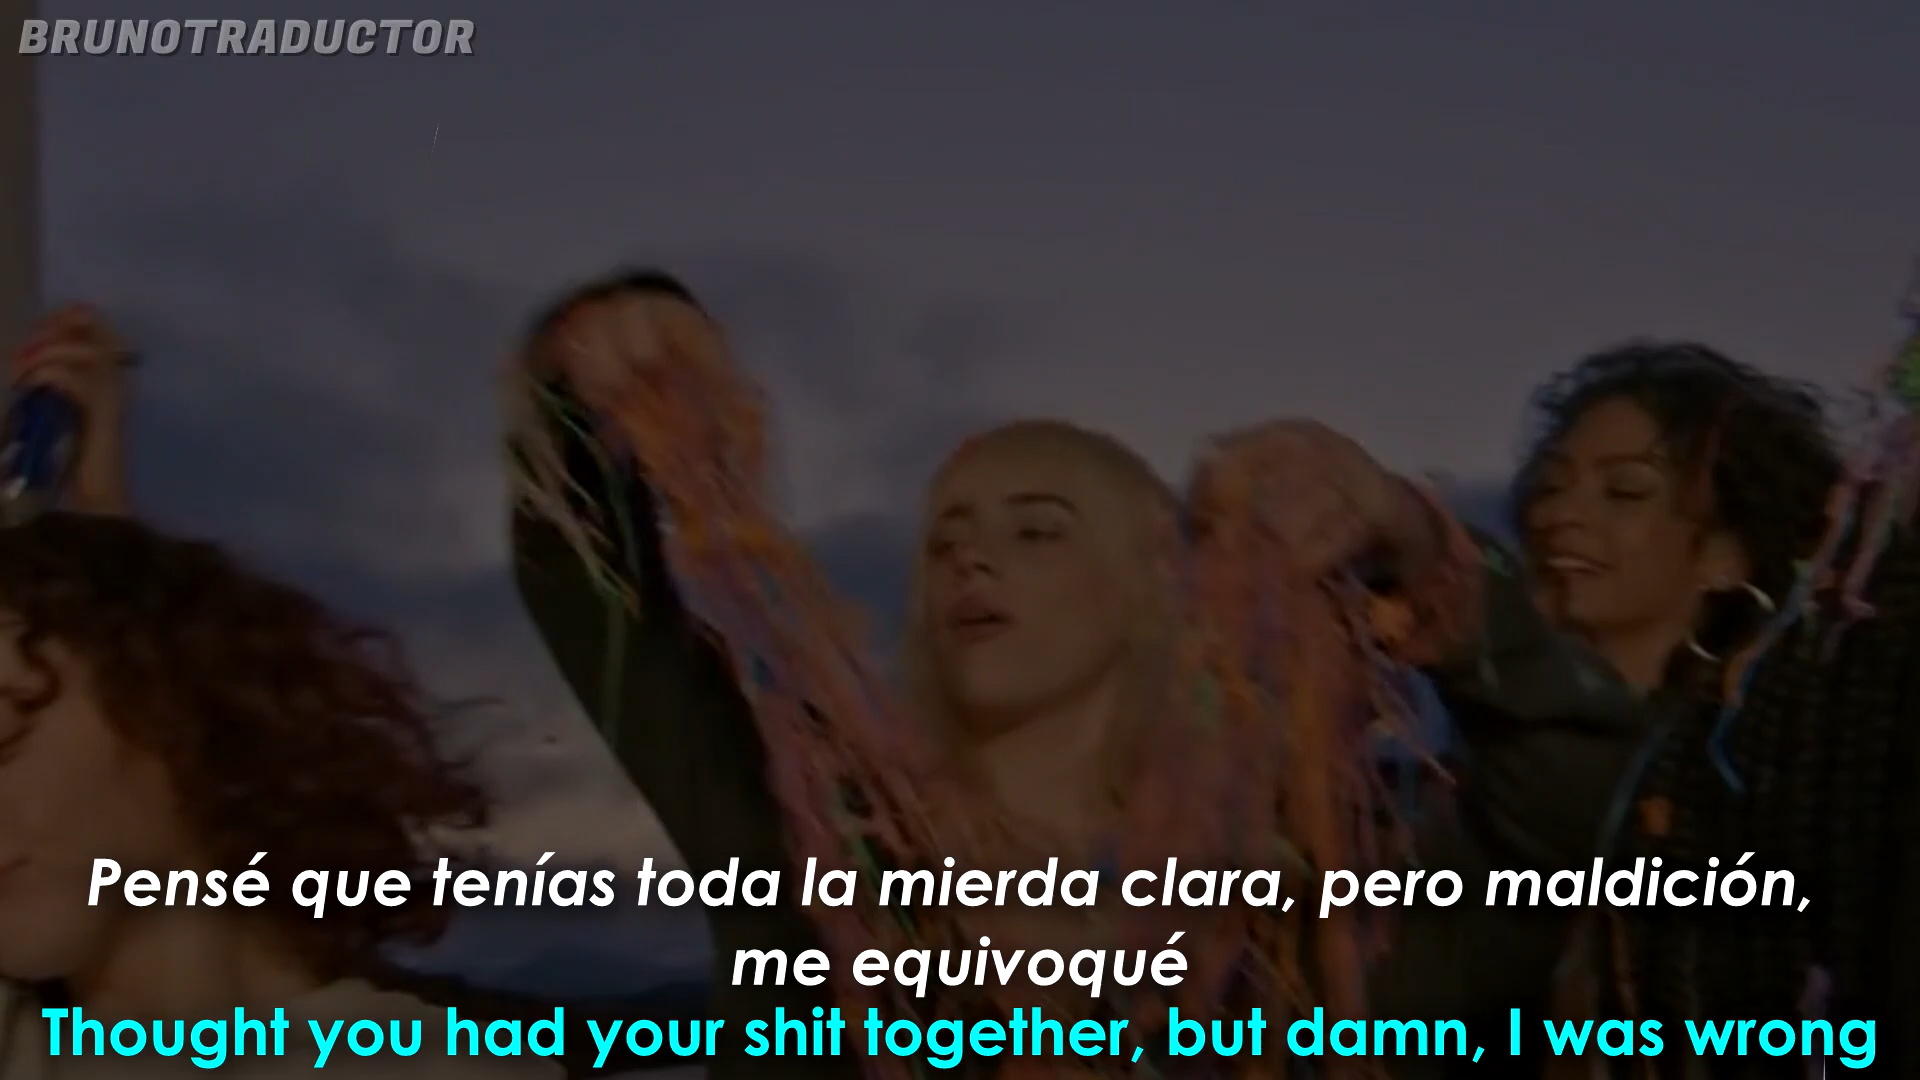 BRUNOTRADUCTOR
Pensé que tenías toda la mierda clara, pero maldición,
me equivoqué
Thought you had your shit together, but damn, I was wrong